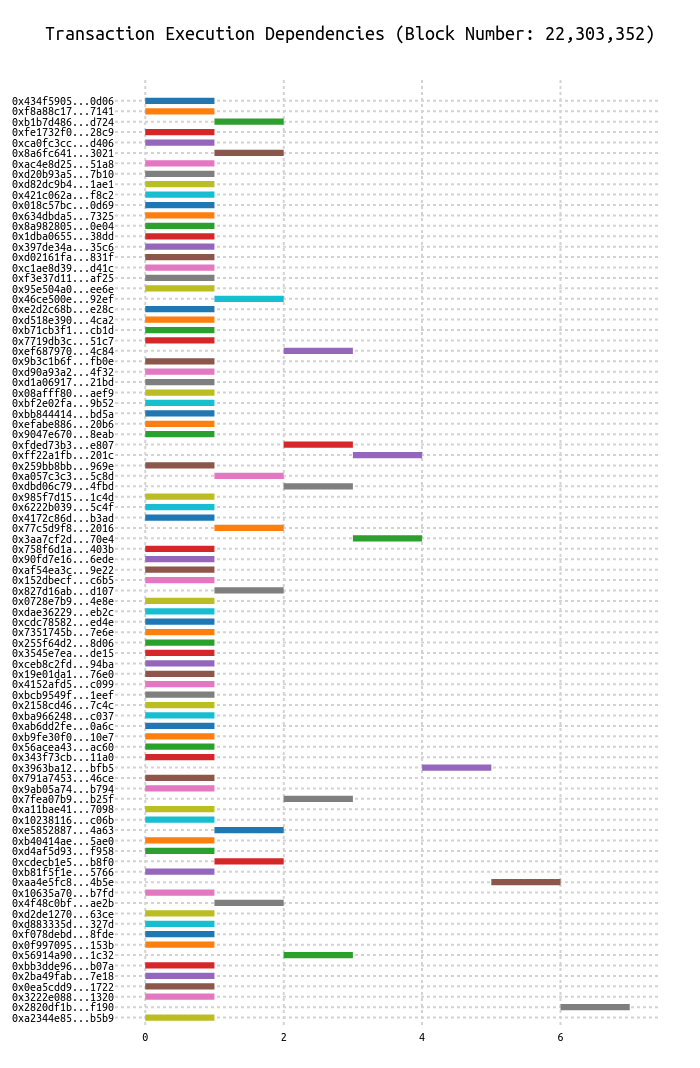 Transaction Execution Dependencies (Block Number: 22,303,352)
0x434f5905...0d06
0xf8a88c17...7141
0xb1b7d486...d724
0xfe1732f0...28c9
0xca0fc3cc...d406
0x8a6fc641...3021
0xac4e8d25...51a8
0xd20b93a5...7b10
0xd82dc9b4...1ae1
0x421c062a...f8c2
0x018c57bc...0d69
0x634dbda5...7325
0x8a982805...0e04
0x1dba0655...38dd
0x397de34a...35c6
0xd02161fa...831f
0xc1ae8d39...d41c
0xf3e37d11...af25
0x95e504a0...ee6e
0x46ce500e...92ef
0xe2d2c68b...e28c
0xd518e390...4ca2
0xb71cb3f1...cb1d
0x7719db3c...51c7
0xef687970...4c84
0x9b3c1b6f...fb0e
0xd90a93a2...4f32
0xd1a06917...21bd
0x08afff80...aef9
0xbf2e02fa...9b52
0xbb844414...bd5a
0xefabe886...20b6
0x9047e670...8eab
0xfded73b3...e807
0xff22a1fb...201c
0x259bb8bb...969e
0xa057c3c3...5c8d
0xdbd06c79...4fbd
0x985f7d15...1c4d
0x6222b039...5c4f
0x4172c86d...b3ad
0x77c5d9f8...2016
0x3aa7cf2d...70e4
0x758f6d1a...403b
0x90fd7e16...6ede
0xaf54ea3c...9e22
0x152dbecf...c6b5
0x827d16ab...d107
0x0728e7b9...4e8e
0xdae36229...eb2c
0xcdc78582...ed4e
0x7351745b...7e6e
0x255f64d2...8d06
0x3545e7ea...de15
0xceb8c2fd...94ba
0x19e01da1...76e0
0x4152afd5...c099
0xbcb9549f...1eef
0x2158cd46...7c4c
0xba966248...c037
0xab6dd2fe...0a6c
0xb9fe30f0...10e7
0x56acea43...ac60
0x343f73cb...11a0
0x3963ba12...bfb5
0x791a7453...46ce
0x9ab05a74...b794
0x7fea07b9...b25f
0xa11bae41...7098
0x10238116...c06b
0xe5852887...4a63
0xb40414ae...5ae0
0xd4af5d93...f958
0xcdecb1e5...b8f0
0xb81f5f1e...5766
0xaa4e5fc8...4b5e
0x10635a70...b7fd
0x4f48c0bf...ae2b
0xd2de1270...63ce
0xd883335d...327d
0xf078debd...8fde
0x0f997095...153b
0x56914a90...1c32
0xbb3dde96...b07a
0x2ba49fab...7e18
0x0ea5cdd9...1722
0x3222e088...1320
0x2820df1b...f190
0xa2344e85...b5b9
0 2 4 6